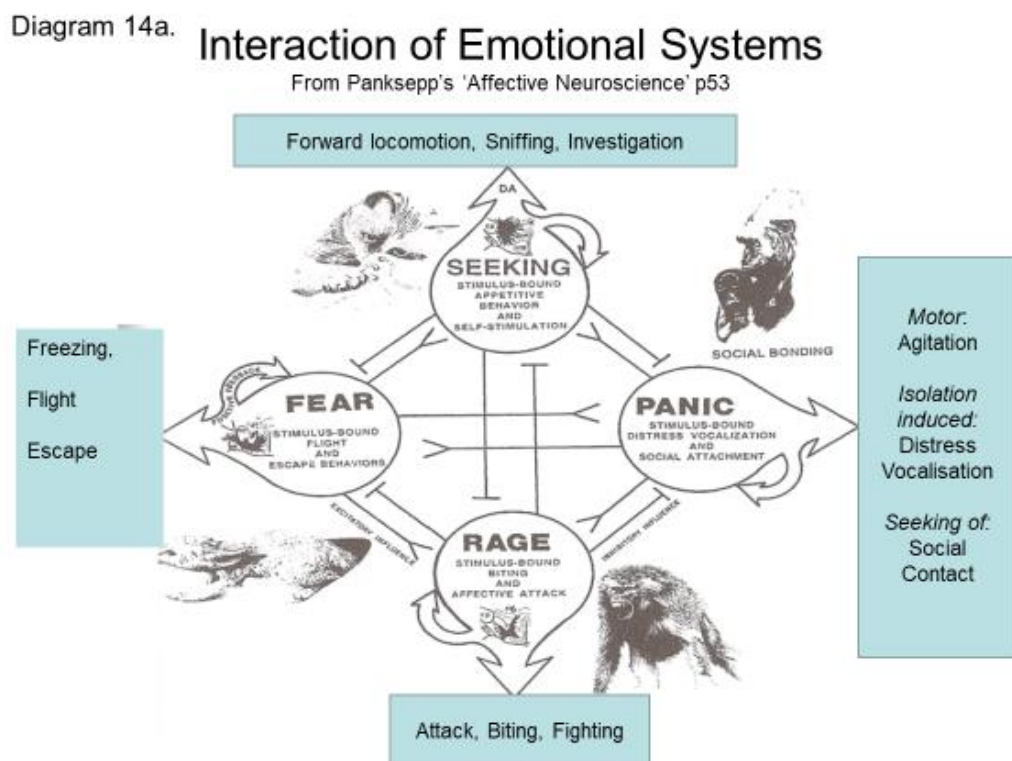 Diagram 14a.
Interaction of Emotional Systems
From Panksepp's 'Affective Neuroscience' p53
Forward locomotion, Sniffing, Investigation
DA
SEEKING
STIMULUS-BOUND
APPETITIVE
BEHAVIOR
AND
SELF-STIMULATION
SOCIAL BONDING
Freezing,
Flight
Escape
FEAR
STIMULUS-BOUND
FLIGHT
AND
ESCAPE BEHAVIORS
PANIC
STIMULUS-BOUND
DISTRESS VOCALIZATION
AND
SOCIAL ATTACHMENT
Motor:
Agitation
Isolation
induced:
Distress
Vocalisation
Seeking of:
Social
Contact
EXCITATORY INFLUENCE
INHIBITORY INFLUENCE
RAGE
STIMULUS-BOUND
BITING
AND
AFFECTIVE ATTACK
Attack, Biting, Fighting